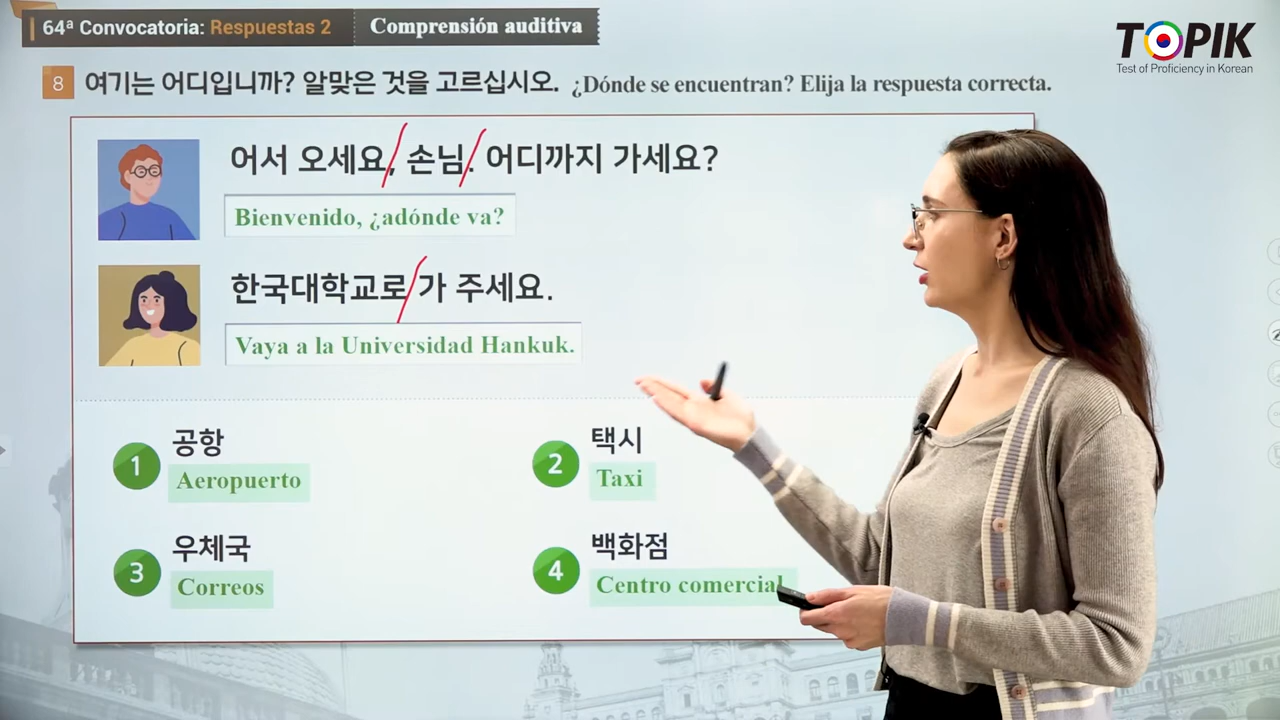 64ª Convocatoria: Respuestas 2 Comprensión auditiva
TOPIK
Test of Proficiency in Korean
8 여기는 어디입니까? 알맞은 것을 고르십시오. ¿Dónde se encuentran? Elija la respuesta correcta.
어서 오세요, 손님. 어디까지 가세요?
Bienvenido, ¿adónde va?
한국대학교로 가 주세요.
Vaya a la Universidad Hankuk.
1 공항
Aeropuerto
2 택시
Taxi
3 우체국
Correos
4 백화점
Centro comercial